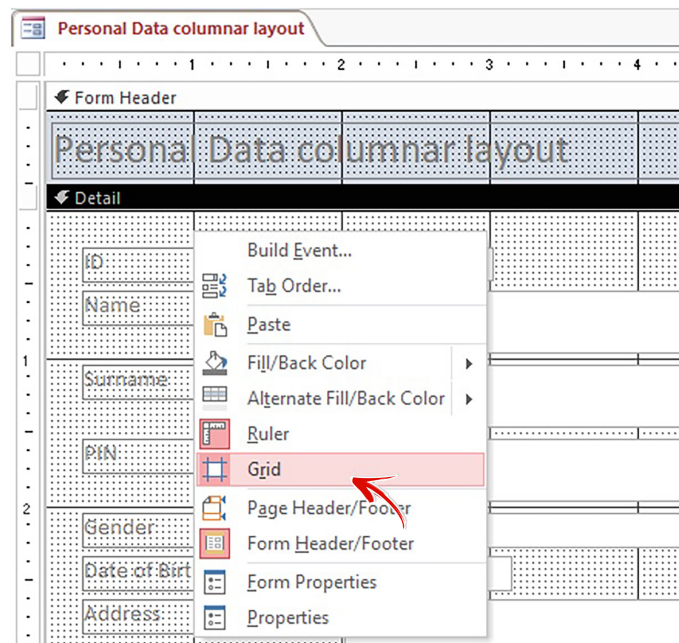 Personal Data columnar layout
1 2 3 4
Form Header
Personal Data columnar layout
Detail
ID
Name
1
Surname
PIN
2
Gender
Date of Birt
Address
Build Event...
Tab Order...
Paste
Fill/Back Color
Alternate Fill/Back Color
Ruler
Grid
Page Header/Footer
Form Header/Footer
Form Properties
Properties